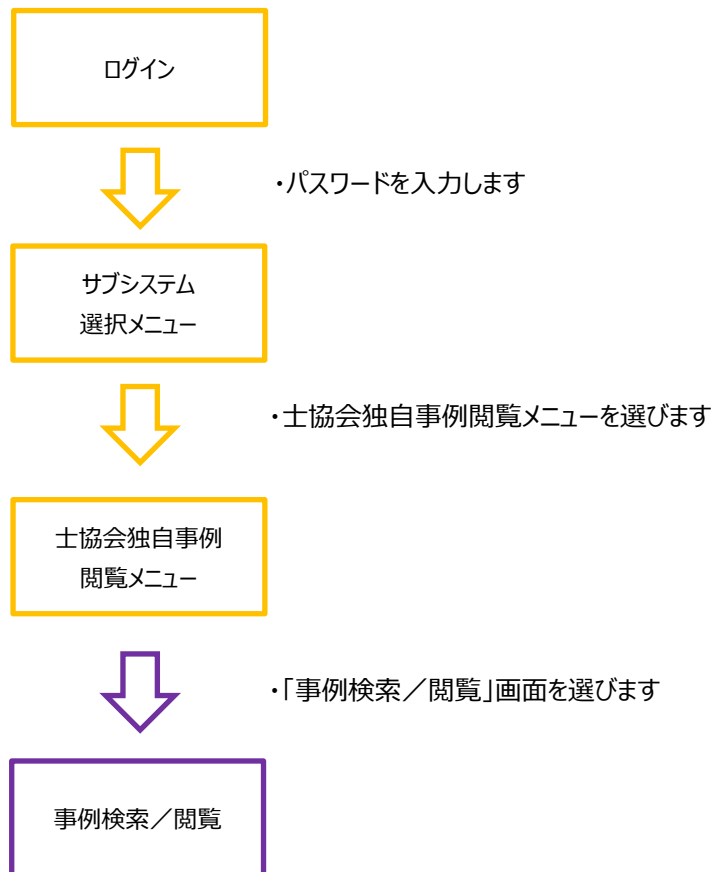 ログイン
・パスワードを入力します
サブシステム
選択メニュー
・士協会独自事例閲覧メニューを選びます
士協会独自事例
閲覧メニュー
・「事例検索／閲覧」画面を選びます
事例検索／閲覧